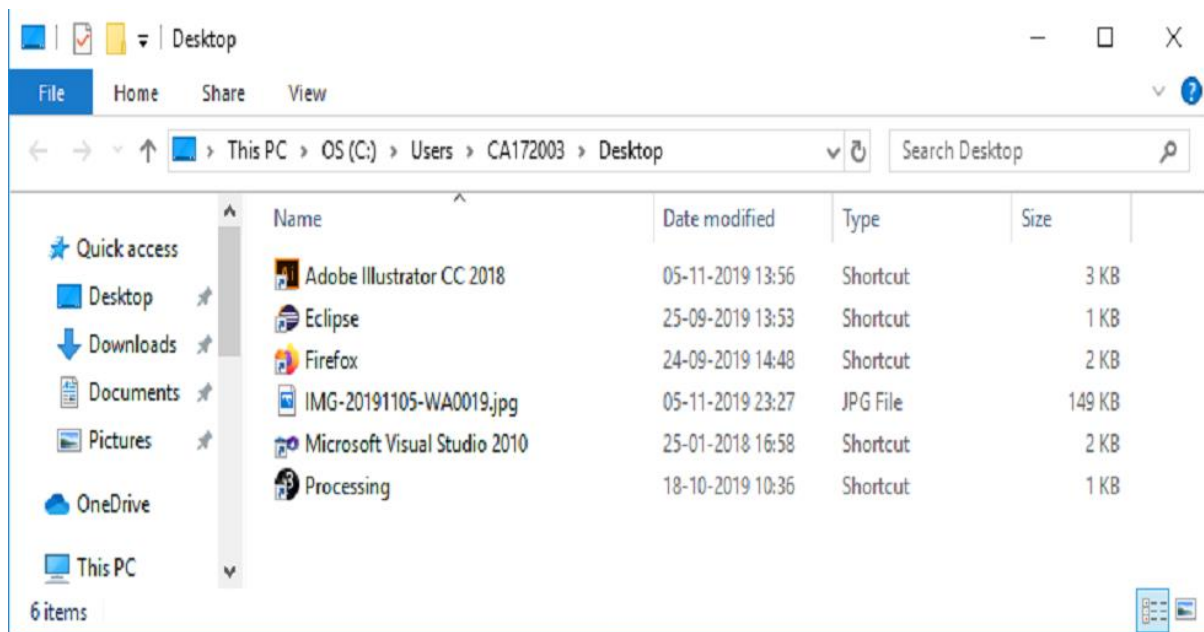 Desktop
File Home Share View
This PC > OS (C:) > Users > CA172003 > Desktop Search Desktop
Quick access
Desktop
Downloads
Documents
Pictures
OneDrive
This PC
Name Date modified Type Size
Adobe Illustrator CC 2018 05-11-2019 13:56 Shortcut 3 KB
Eclipse 25-09-2019 13:53 Shortcut 1 KB
Firefox 24-09-2019 14:48 Shortcut 2 KB
IMG-20191105-WA0019.jpg 05-11-2019 23:27 JPG File 149 KB
Microsoft Visual Studio 2010 25-01-2018 16:58 Shortcut 2 KB
Processing 18-10-2019 10:36 Shortcut 1 KB
6 items